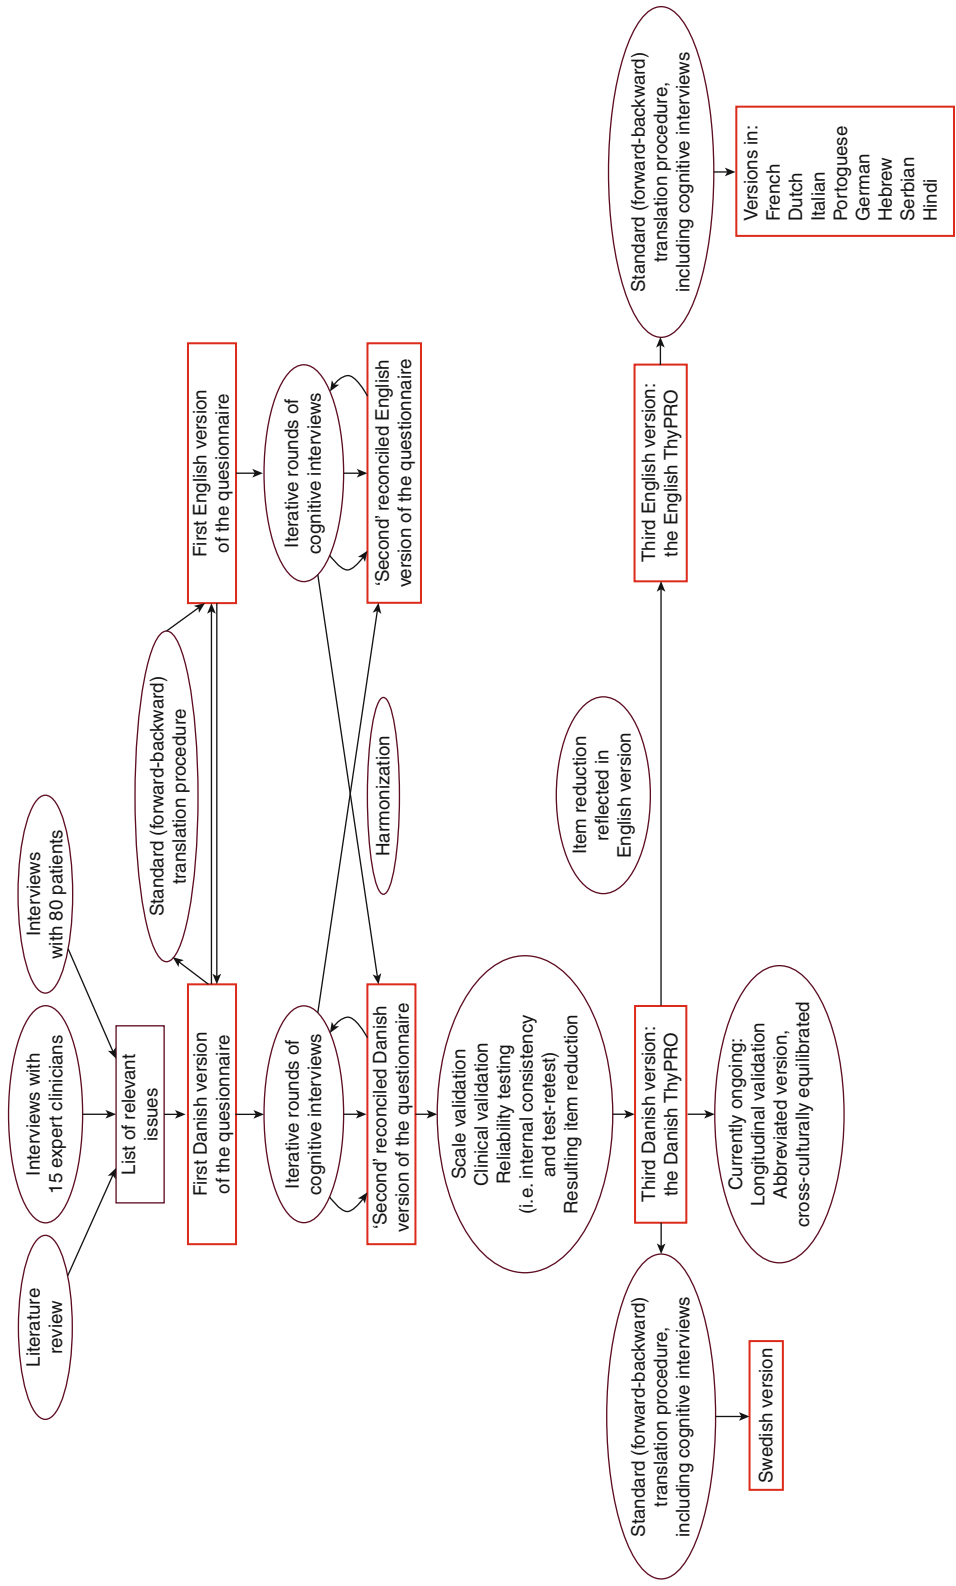 Literature
review
Interviews with
15 expert clinicians
Interviews
with 80 patients
List of relevant
issues
Standard (forward-backward)
translation procedure
First Danish version
of the quesionnaire
First English version
of the quesionnaire
Iterative rounds of
cognitive interviews
Iterative rounds of
cognitive interviews
Harmonization
‘Second’ reconciled Danish
version of the questionnaire
‘Second’ reconciled English
version of the questionnaire
Scale validation
Clinical validation
Reliability testing
(i.e. internal consistency
and test-retest)
Resulting item reduction
Item reduction
reflected in
English version
Standard (forward-backward)
translation procedure,
including cognitive interviews
Third Danish version:
the Danish ThyPRO
Third English version:
the English ThyPRO
Standard (forward-backward)
translation procedure,
including cognitive interviews
Swedish version
Currently ongoing:
Longitudinal validation
Abbreviated version,
cross-culturally equilibrated
Versions in:
French
Dutch
Italian
Portoguese
German
Hebrew
Serbian
Hindi